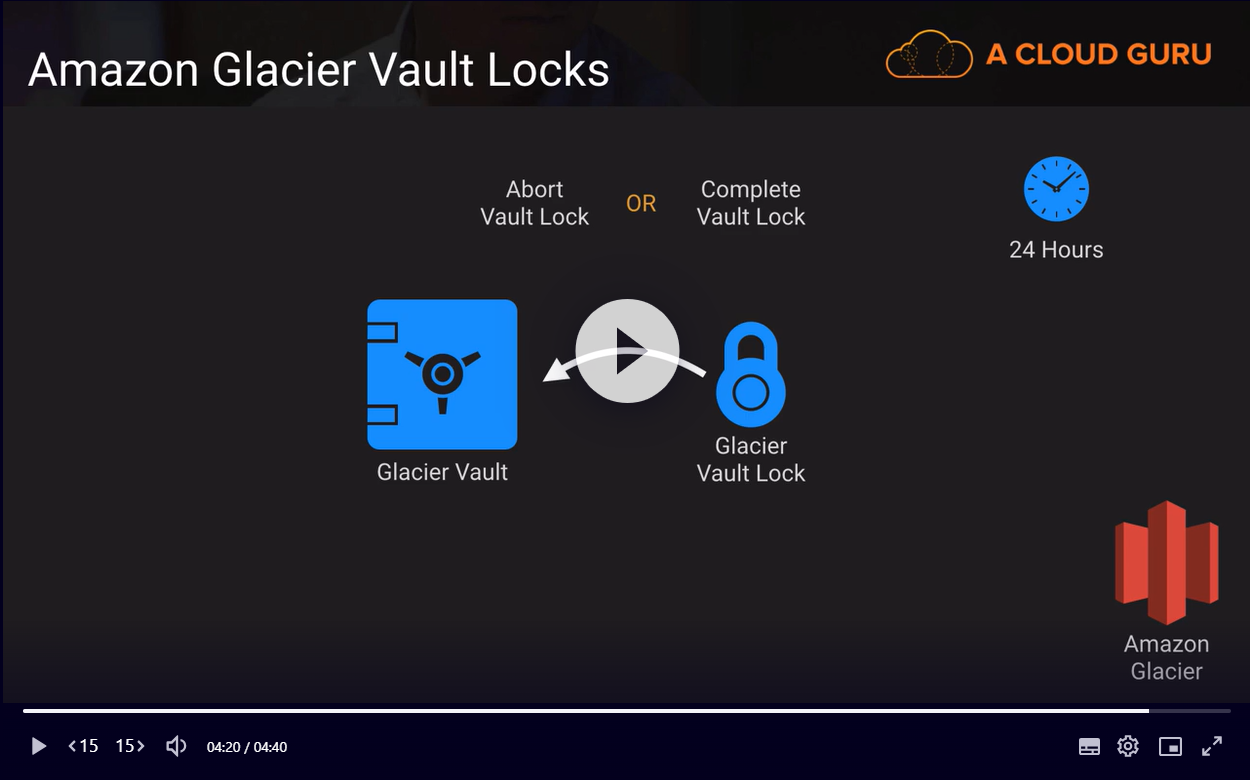 Amazon Glacier Vault Locks
A CLOUD GURU
Abort
Vault Lock
OR
Complete
Vault Lock
24 Hours
Glacier Vault
Glacier
Vault Lock
Amazon
Glacier
15
15
04:20 / 04:40